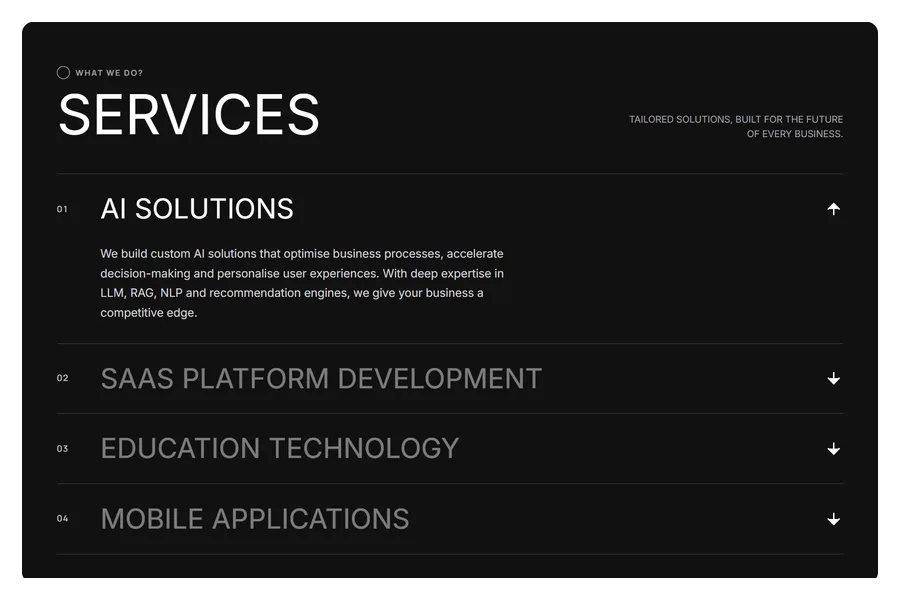 WHAT WE DO?
SERVICES
TAILORED SOLUTIONS, BUILT FOR THE FUTURE
OF EVERY BUSINESS.
01
AI SOLUTIONS
We build custom AI solutions that optimise business processes, accelerate
decision-making and personalise user experiences. With deep expertise in
LLM, RAG, NLP and recommendation engines, we give your business a
competitive edge.
02
SAAS PLATFORM DEVELOPMENT
03
EDUCATION TECHNOLOGY
04
MOBILE APPLICATIONS